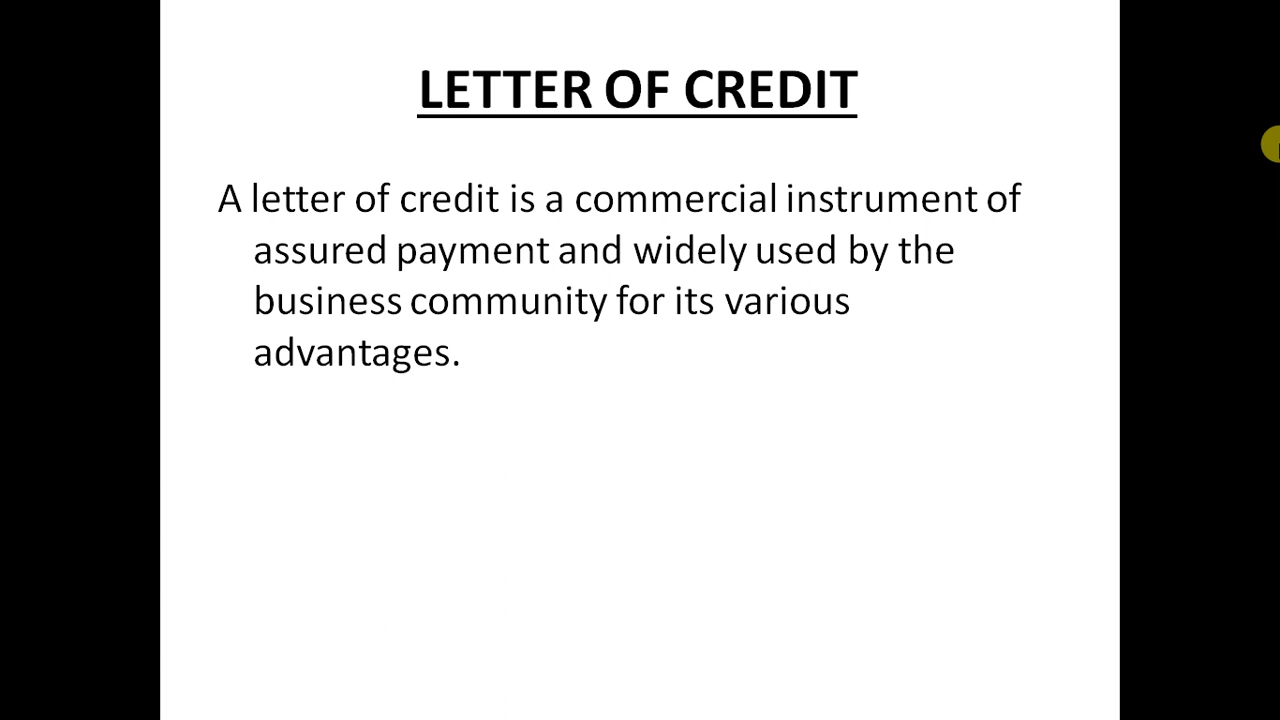 LETTER OF CREDIT
A letter of credit is a commercial instrument of
assured payment and widely used by the
business community for its various
advantages.